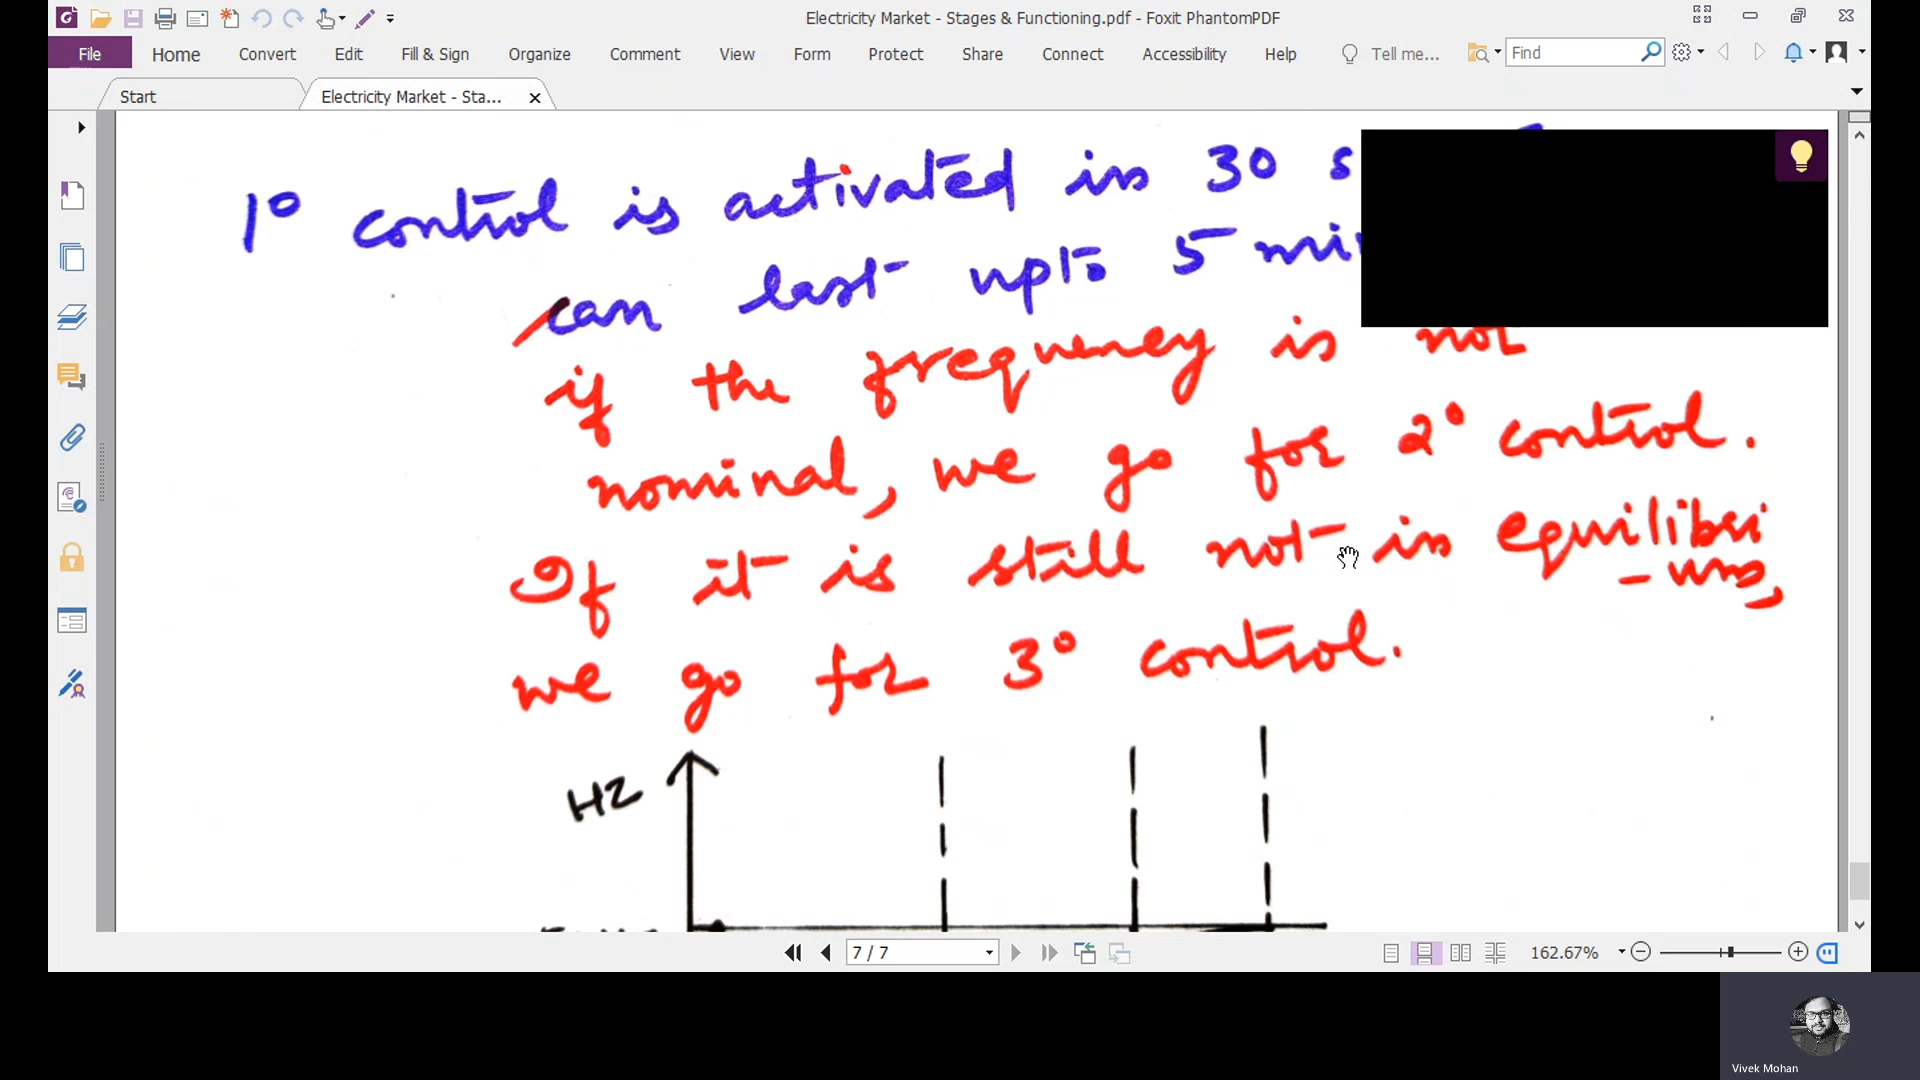 Electricity Market - Stages & Functioning.pdf - Foxit PhantomPDF
File Home Convert Edit Fill & Sign Organize Comment View Form Protect Share Connect Accessibility Help Tell me... Find
Start Electricity Market - Sta...
1° control is activated in 30 s
can last upto 5 mi
if the frequency is not
nominal, we go for 2° control.
If it is still not in equilibri
-um,
we go for 3° control.
HZ
7 / 7 162.67%
Vivek Mohan